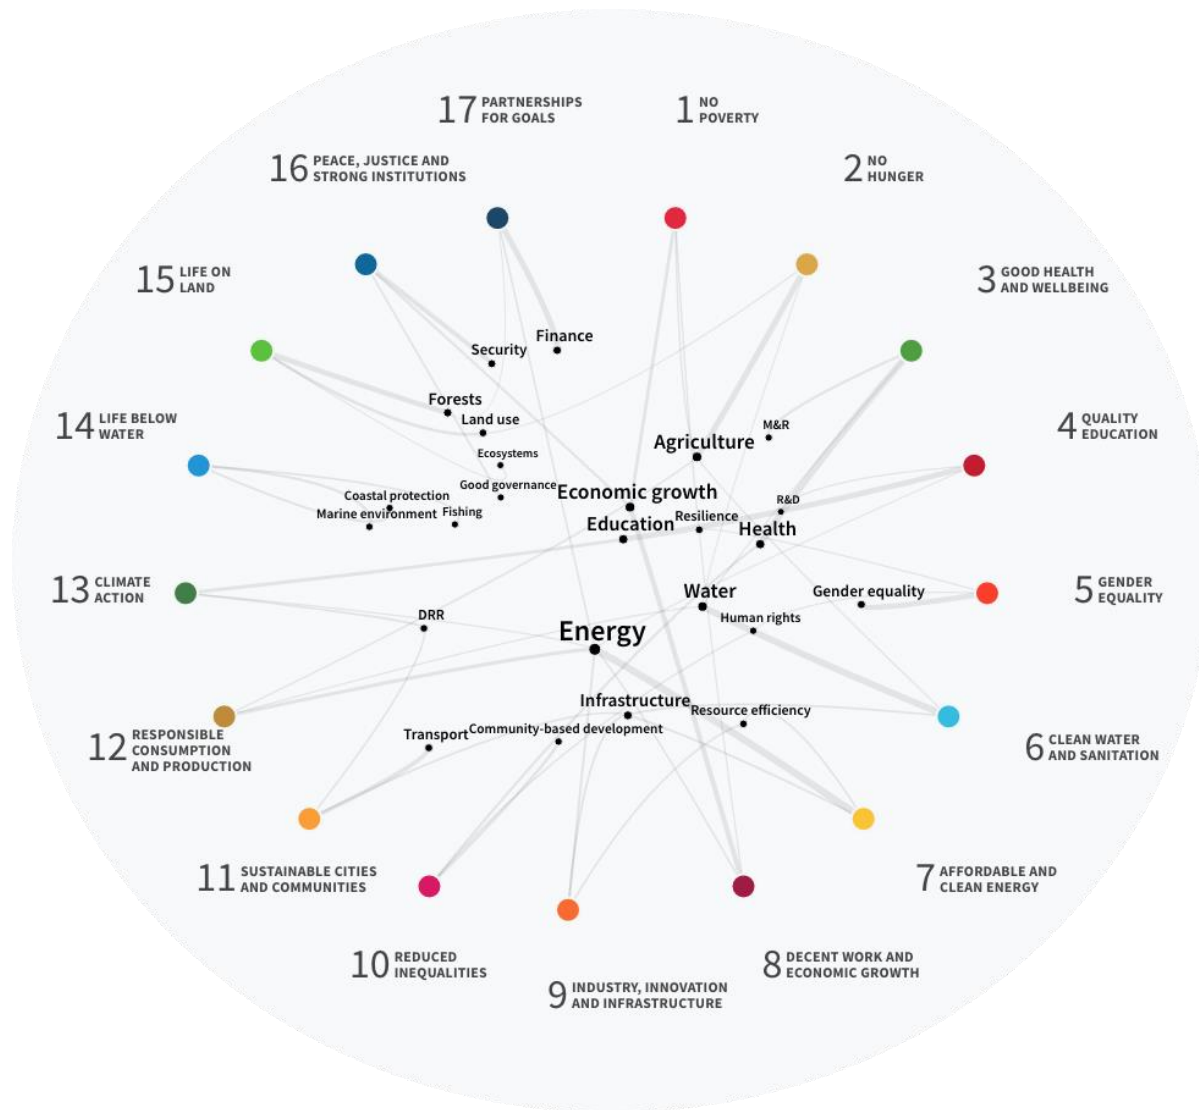 17 PARTNERSHIPS
FOR GOALS
1 NO
POVERTY
16 PEACE, JUSTICE AND
STRONG INSTITUTIONS
2 NO
HUNGER
15 LIFE ON
LAND
3 GOOD HEALTH
AND WELLBEING
Finance
Security
Forests
Land use
14 LIFE BELOW
WATER
4 QUALITY
EDUCATION
M&R
Agriculture
Ecosystems
Good governance
Economic growth
Coastal protection
R&D
Marine environment
Fishing
Resilience
Education
Health
13 CLIMATE
ACTION
5 GENDER
EQUALITY
Water
Gender equality
DRR
Human rights
Energy
Infrastructure
Resource efficiency
Transport
Community-based development
12 RESPONSIBLE
CONSUMPTION
AND PRODUCTION
6 CLEAN WATER
AND SANITATION
11 SUSTAINABLE CITIES
AND COMMUNITIES
7 AFFORDABLE AND
CLEAN ENERGY
10 REDUCED
INEQUALITIES
8 DECENT WORK AND
ECONOMIC GROWTH
9 INDUSTRY, INNOVATION
AND INFRASTRUCTURE